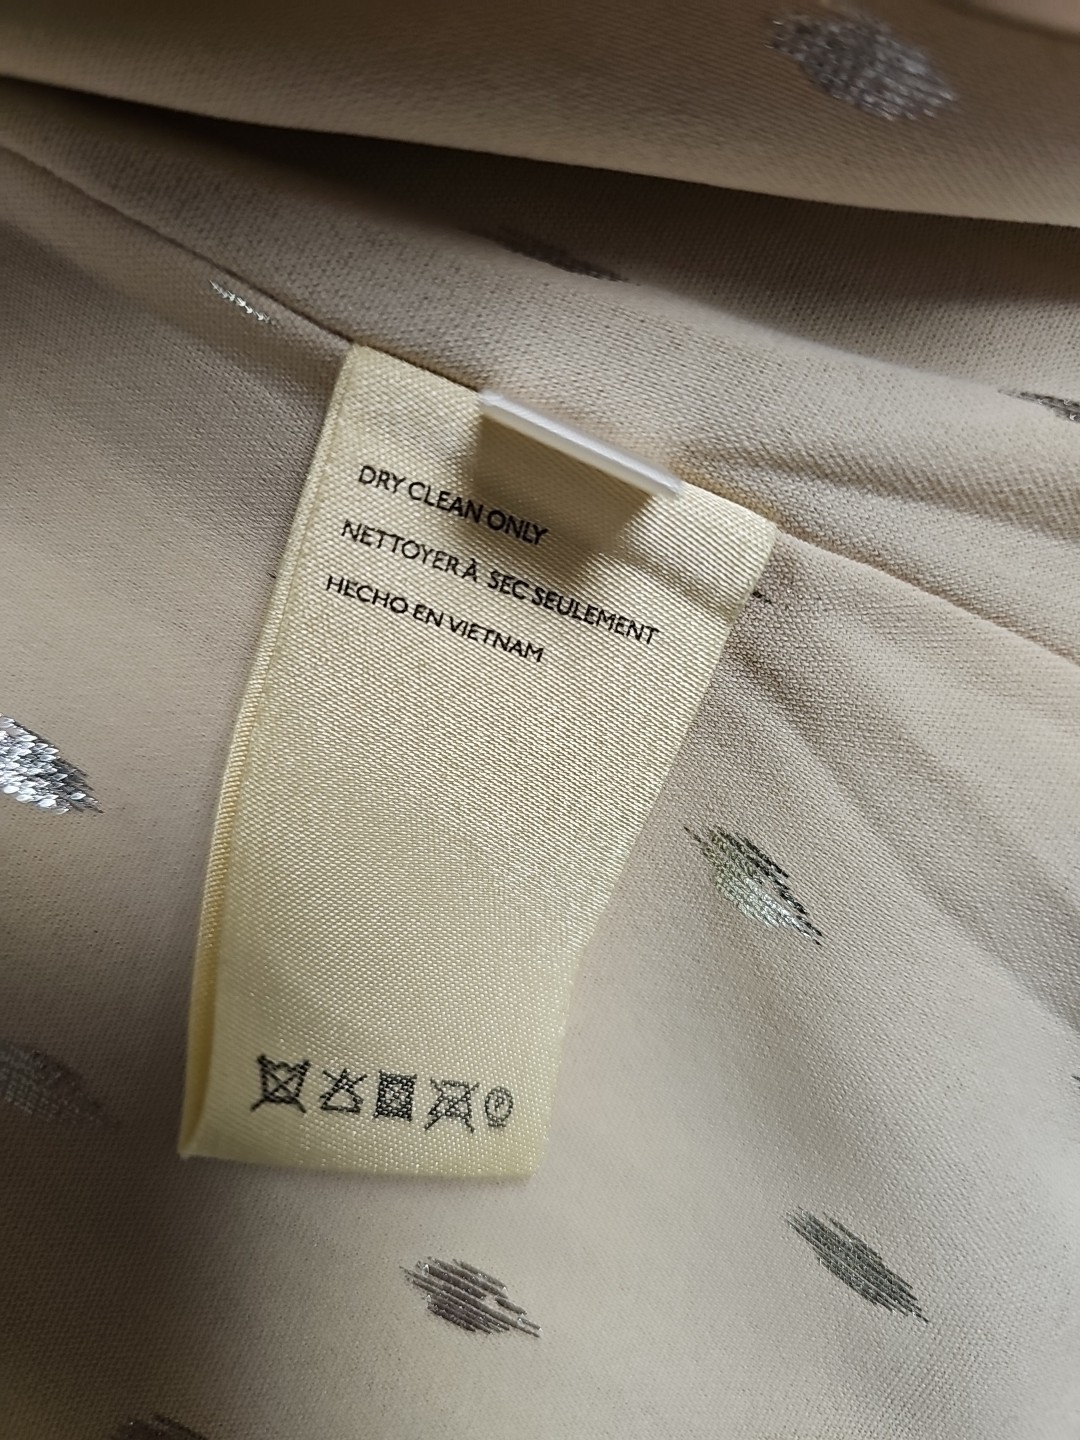 DRY CLEAN ONLY
NETTOYER À SEC SEULEMENT
HECHO EN VIETNAM